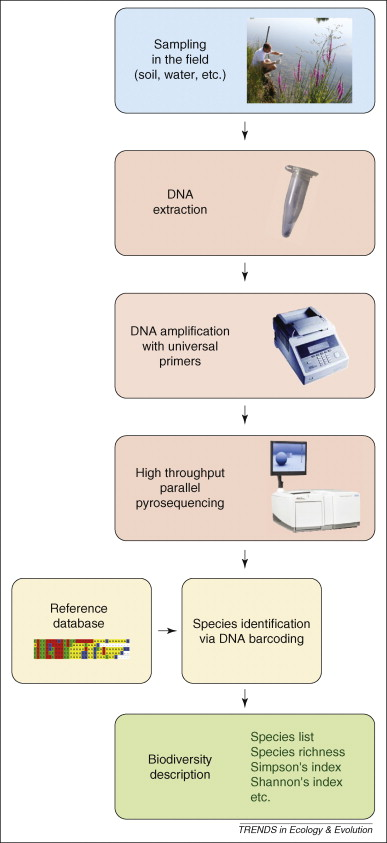 Sampling
in the field
(soil, water, etc.)
DNA
extraction
DNA amplification
with universal
primers
High throughput
parallel
pyrosequencing
Reference
database
Species identification
via DNA barcoding
Biodiversity
description
Species list
Species richness
Simpson's index
Shannon's index
etc.
TRENDS in Ecology & Evolution